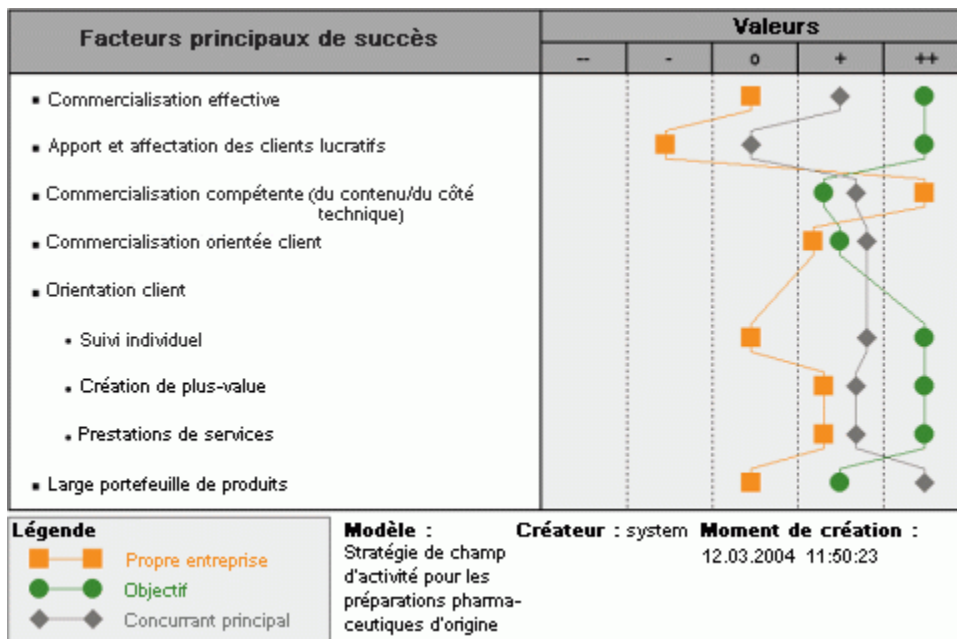 Facteurs principaux de succès
Valeurs
-- - o + ++
Commercialisation effective
Apport et affectation des clients lucratifs
Commercialisation compétente (du contenu/du côté
technique)
Commercialisation orientée client
Orientation client
Suivi individuel
Création de plus-value
Prestations de services
Large portefeuille de produits
Légende
Propre entreprise
Objectif
Concurrant principal
Modèle :
Stratégie de champ
d'activité pour les
préparations pharma-
ceutiques d'origine
Créateur : system
Moment de création :
12.03.2004 11:50:23